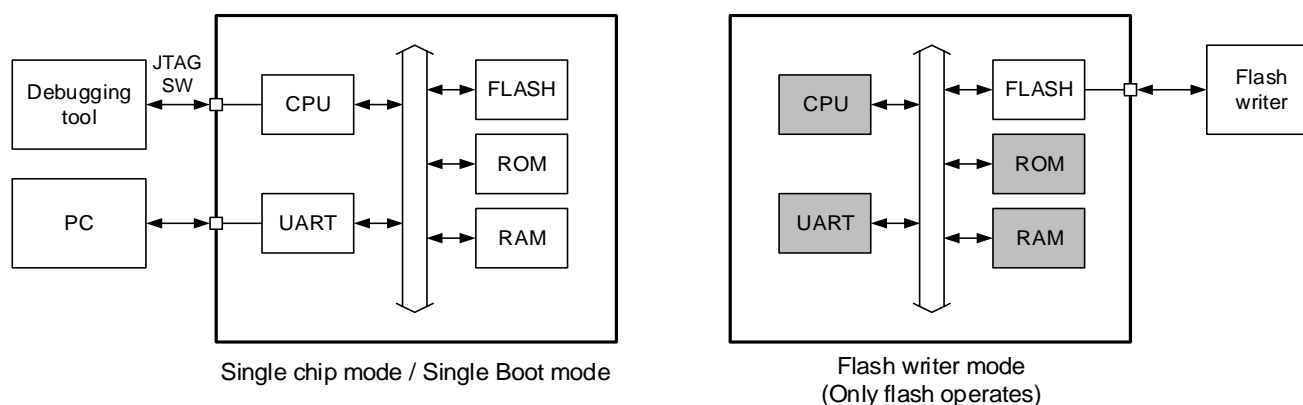 JTAG
SW
Debugging
tool
CPU
FLASH
PC
UART
ROM
RAM
Single chip mode / Single Boot mode
CPU
FLASH
Flash
writer
ROM
UART
RAM
Flash writer mode
(Only flash operates)